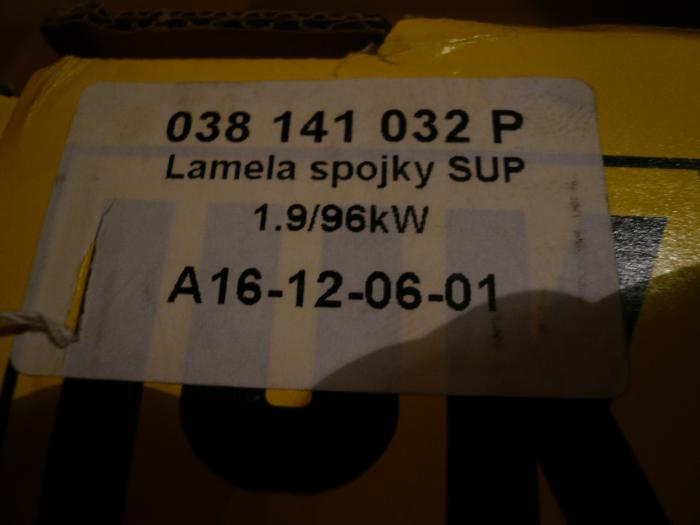 038 141 032 P
Lamela spojky SUP
1.9/96kW
A16-12-06-01